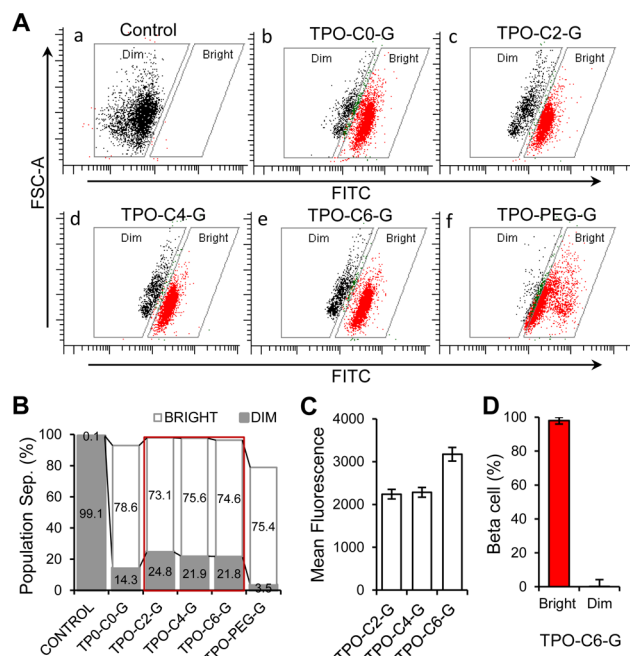 A
Control
TPO-C0-G
TPO-C2-G
a
Dim
Bright
b
Dim
Bright
c
Dim
Bright
FSC-A
FITC
TPO-C4-G
TPO-C6-G
TPO-PEG-G
d
Dim
Bright
e
Dim
Bright
f
Dim
Bright
FITC
B
BRIGHT
DIM
Population Sep. (%)
100
80
60
40
20
0
0.1
99.1
78.6
14.3
73.1
24.8
75.6
21.9
74.6
21.8
75.4
3.5
CONTROL
TP0-C0-G
TPO-C2-G
TPO-C4-G
TPO-C6-G
TPO-PEG-G
C
Mean Fluorescence
4000
3000
2000
1000
0
TPO-C2-G
TPO-C4-G
TPO-C6-G
D
Beta cell (%)
100
80
60
40
20
0
Bright
Dim
TPO-C6-G